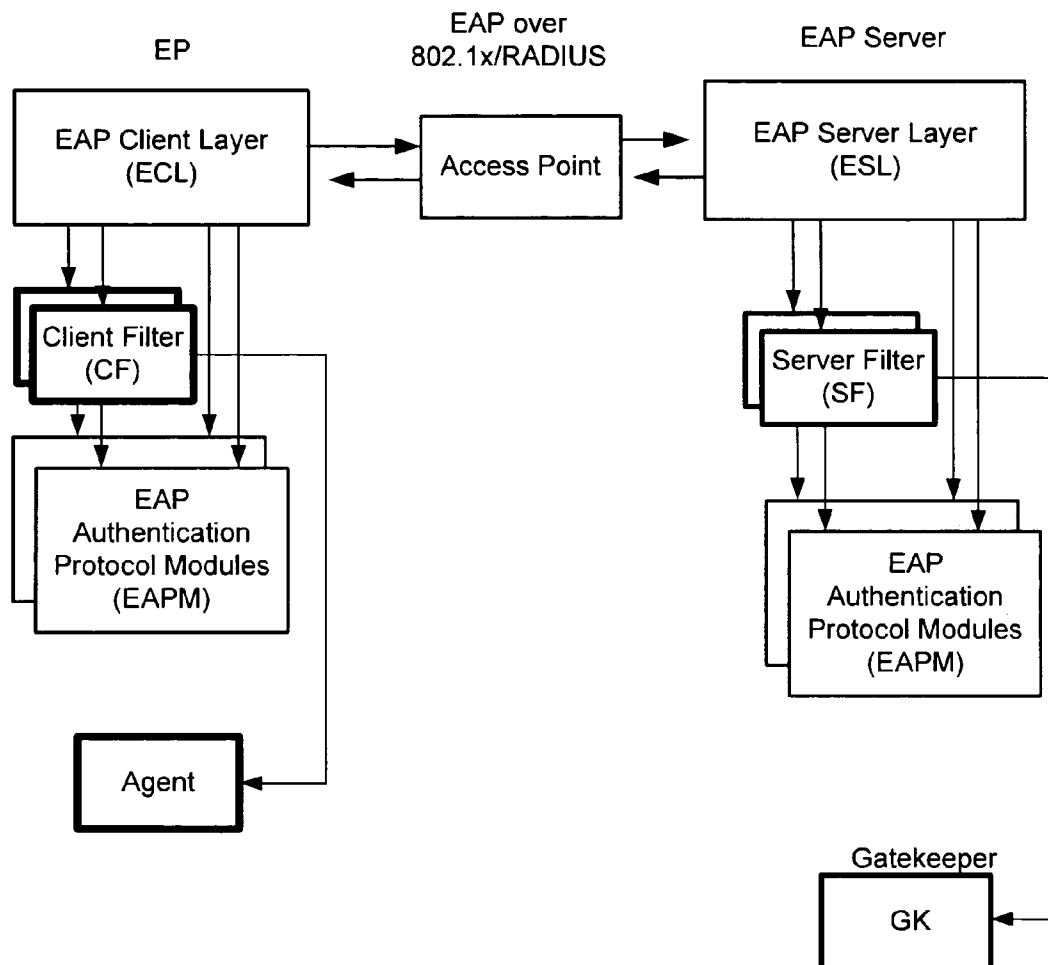 EP
EAP over
802.1x/RADIUS
EAP Server
EAP Client Layer
(ECL)
Access Point
EAP Server Layer
(ESL)
Client Filter
(CF)
Server Filter
(SF)
EAP
Authentication
Protocol Modules
(EAPM)
EAP
Authentication
Protocol Modules
(EAPM)
Agent
Gatekeeper
GK